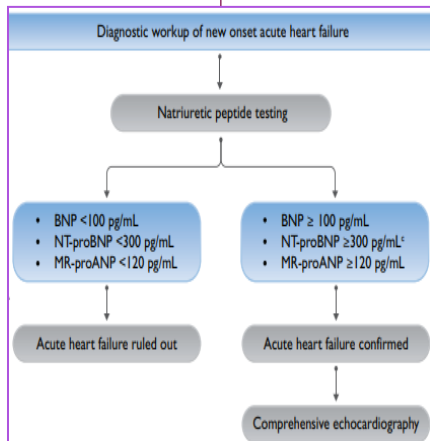 Diagnostic workup of new onset acute heart failure
Natriuretic peptide testing
• BNP <100 pg/mL
• NT-proBNP <300 pg/mL
• MR-proANP <120 pg/mL
• BNP ≥ 100 pg/mL
• NT-proBNP ≥300 pg/mLᶜ
• MR-proANP ≥120 pg/mL
Acute heart failure ruled out
Acute heart failure confirmed
Comprehensive echocardiography